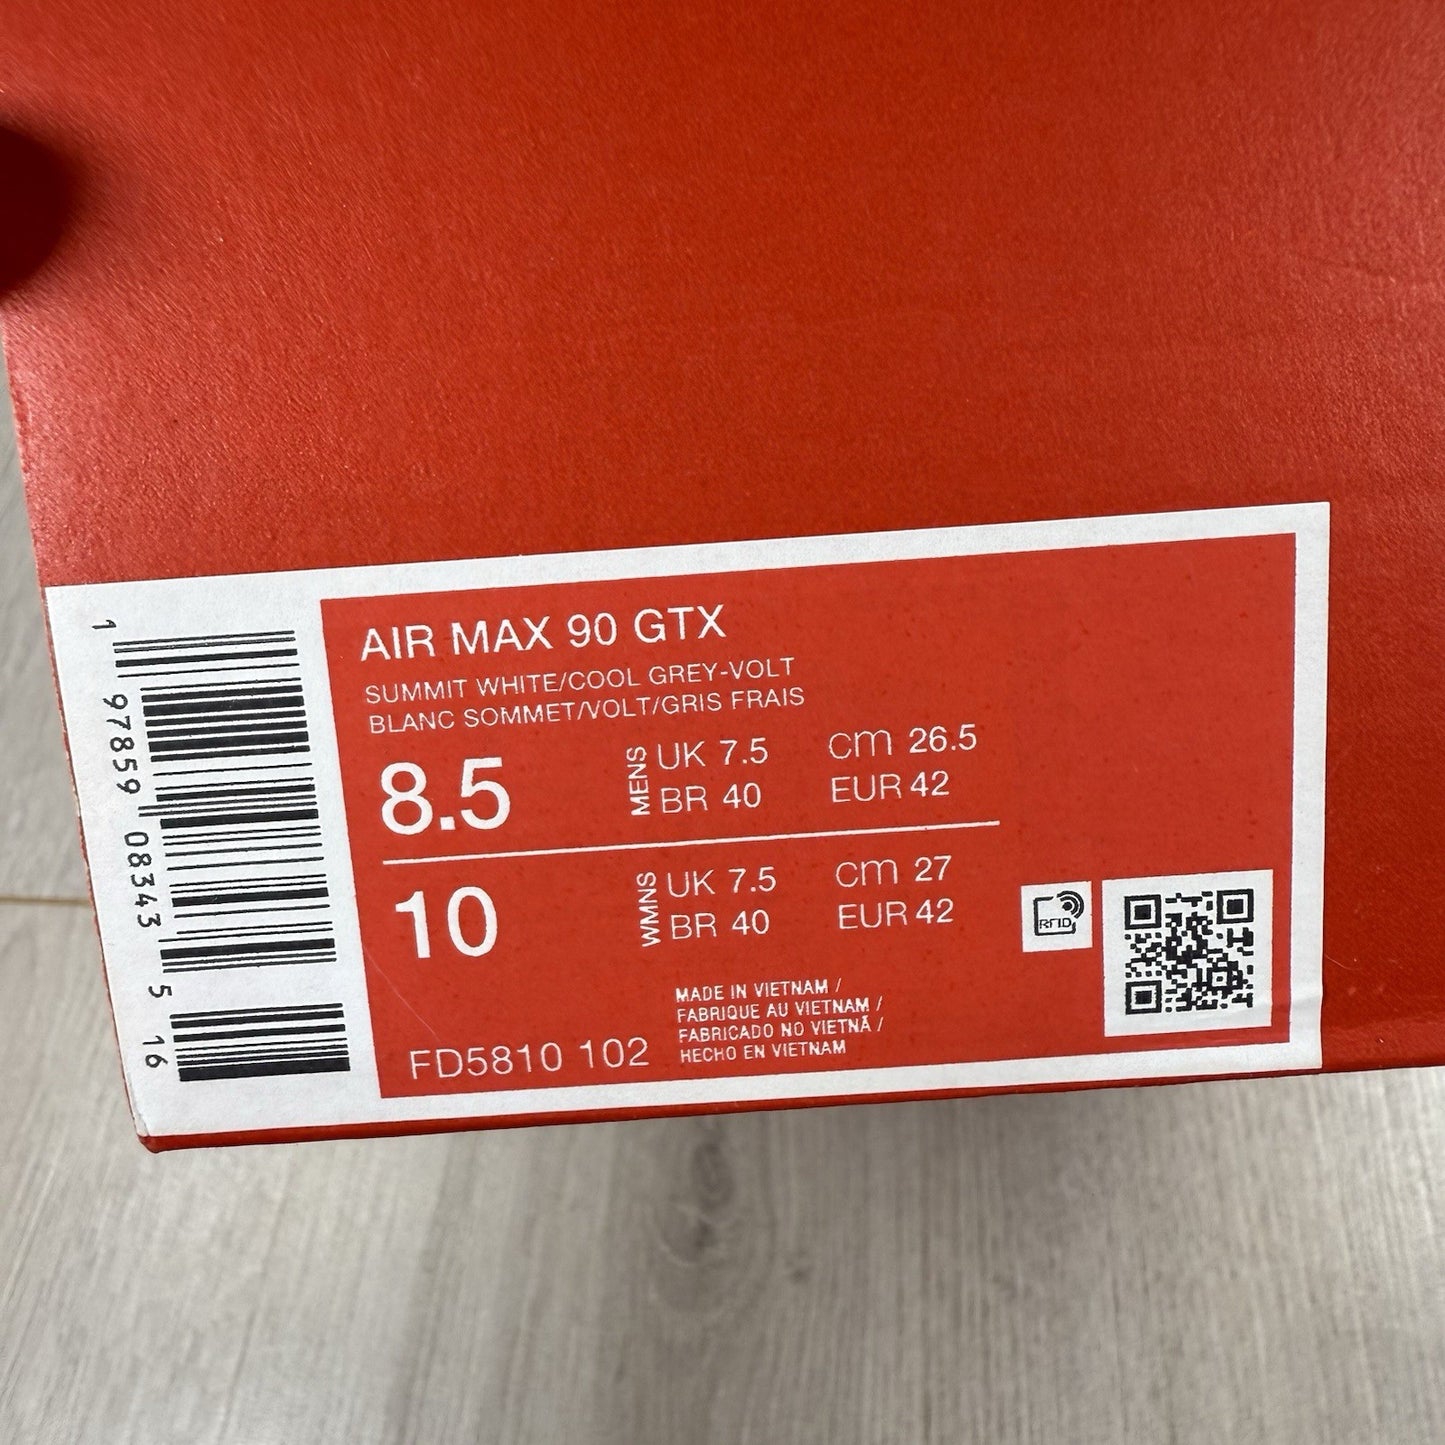 AIR MAX 90 GTX
SUMMIT WHITE/COOL GREY-VOLT
BLANC SOMMET/VOLT/GRIS FRAIS
8.5 MENS UK 7.5 cm 26.5
BR 40 EUR 42
10 WMNS UK 7.5 cm 27
BR 40 EUR 42
RFID
MADE IN VIETNAM /
FABRIQUE AU VIETNAM /
FABRICADO NO VIETNÃ /
HECHO EN VIETNAM
FD5810 102
1 97859 08343 5 16